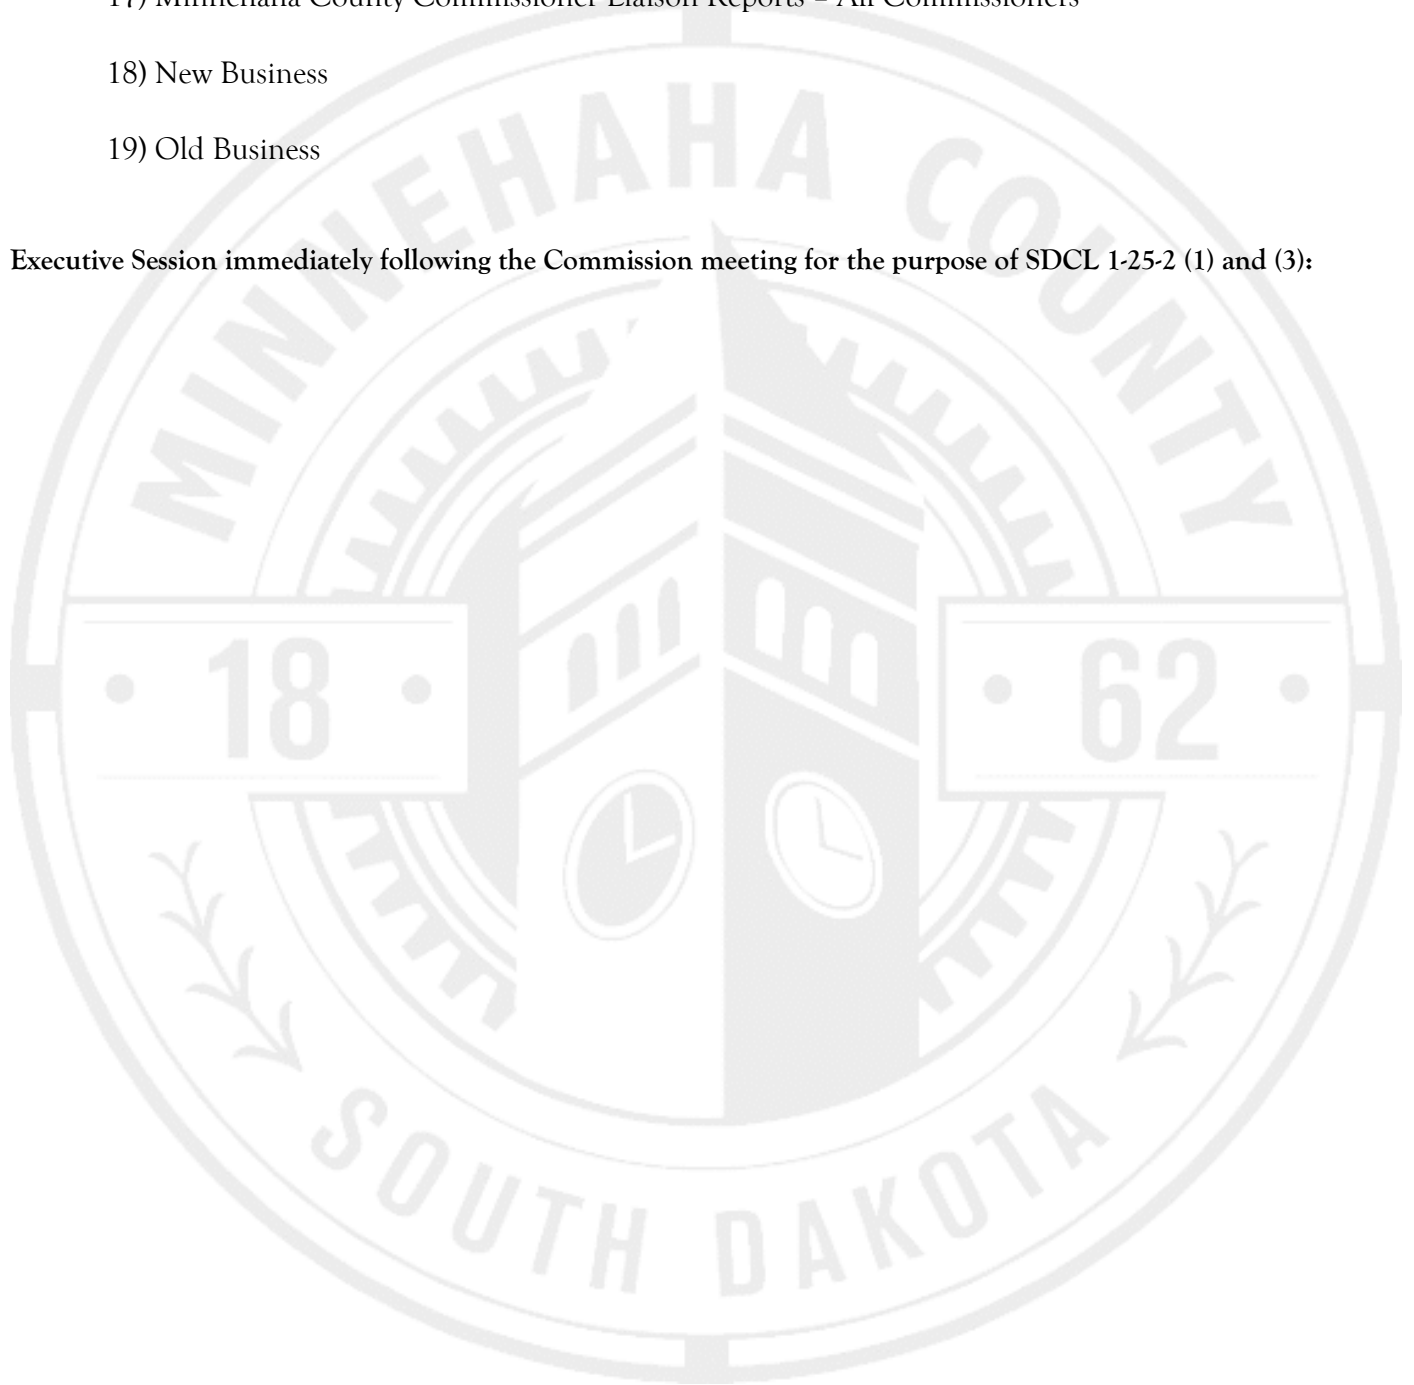 17) Minnehaha County Commissioner Liaison Reports – All Commissioners
18) New Business
19) Old Business
Executive Session immediately following the Commission meeting for the purpose of SDCL 1-25-2 (1) and (3):
MINNEHAHA COUNTY
18
62
SOUTH DAKOTA